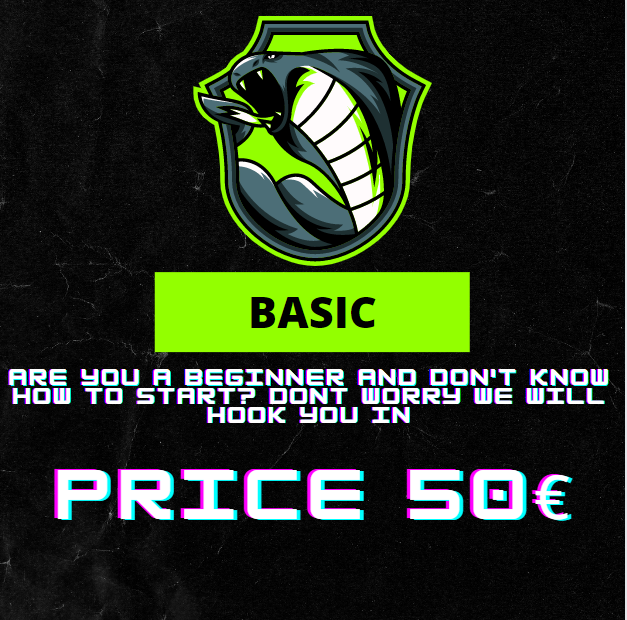 BASIC
ARE YOU A BEGINNER AND DON'T KNOW
HOW TO START? DONT WORRY WE WILL
HOOK YOU IN
PRICE 50€